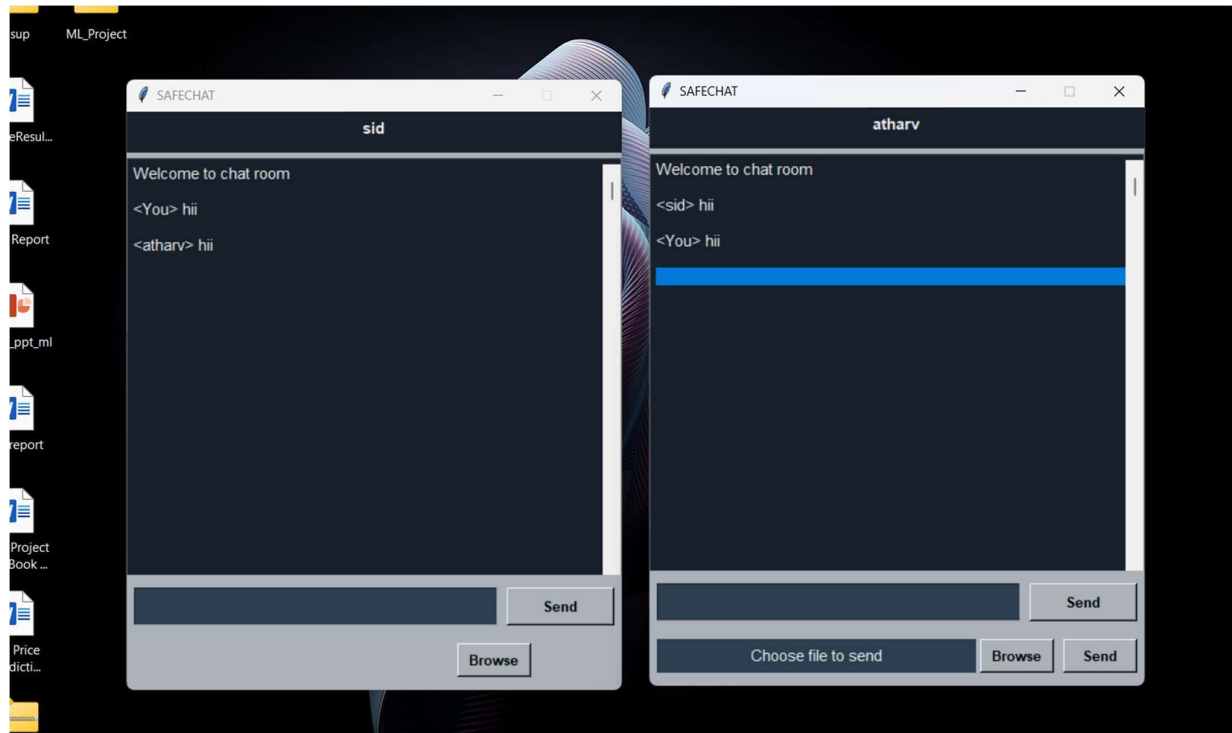 sup
ML_Project
eResul...
Report
_ppt_ml
report
Project
Book ...
Price
dicti...
SAFECHAT
sid
Welcome to chat room
<You> hii
<atharv> hii
Send
Browse
SAFECHAT
atharv
Welcome to chat room
<sid> hii
<You> hii
Send
Choose file to send
Browse
Send